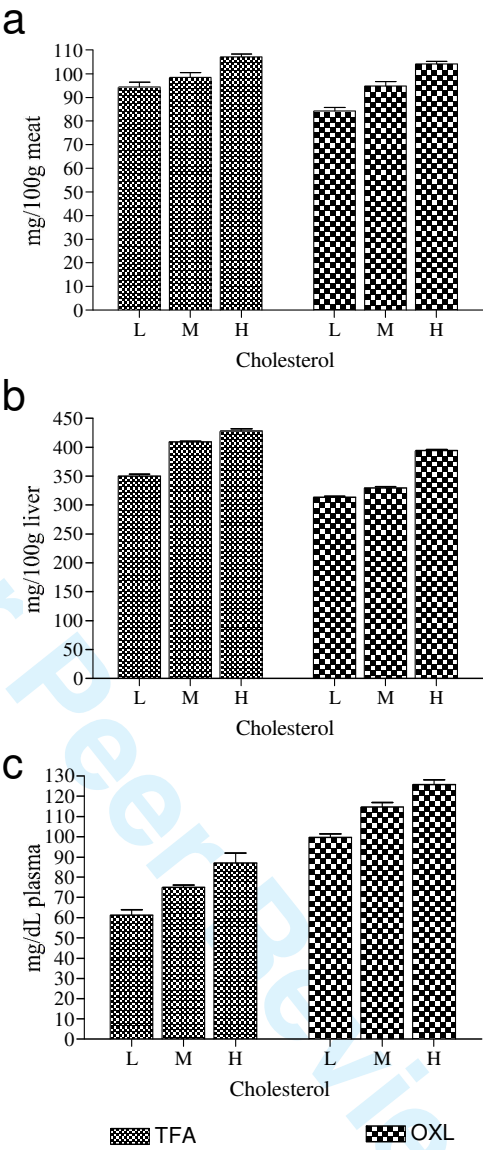 a
110
100
90
80
70
60
50
40
30
20
10
0
mg/100g meat
L M H L M H
Cholesterol
b
450
400
350
300
250
200
150
100
50
0
mg/100g liver
L M H L M H
Cholesterol
c
130
120
110
100
90
80
70
60
50
40
30
20
10
0
mg/dL plasma
L M H L M H
Cholesterol
TFA OXL
r Peer Revie